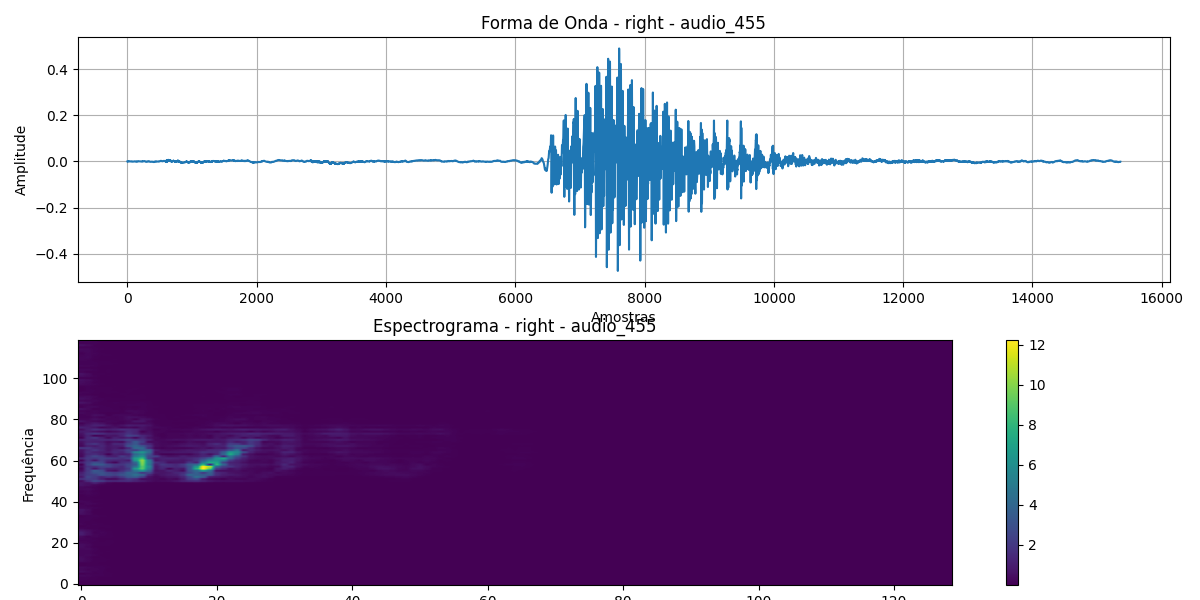 Forma de Onda - right - audio_455
Amplitude
0.4
0.2
0.0
−0.2
−0.4
0 2000 4000 6000 8000 10000 12000 14000 16000
Amostras
Espectrograma - right - audio_455
Frequência
100
80
60
40
20
0
0 20 40 60 80 100 120
12
10
8
6
4
2